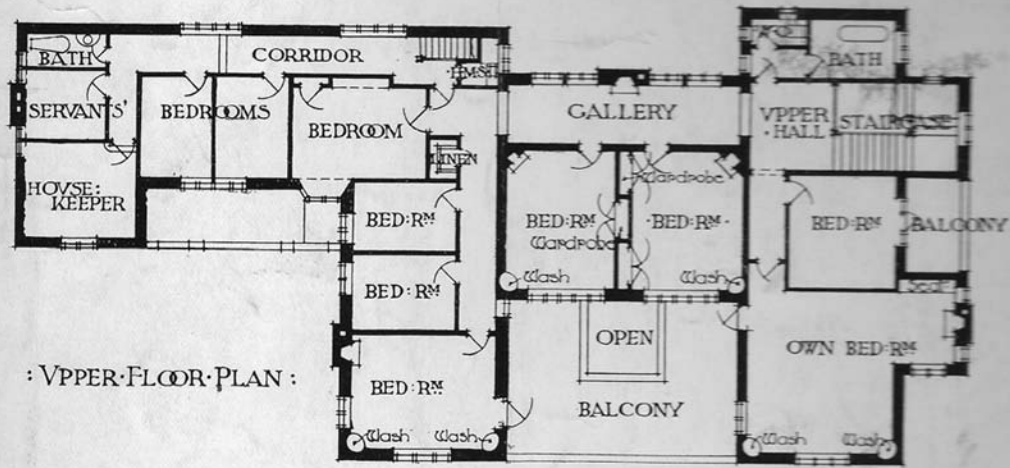 BATH
CORRIDOR
SERVANTS'
BEDROOMS
BEDROOM
HOVSE:
KEEPER
LINEN
BED:RM
BED:RM
BED:RM
Wash
Wash
GALLERY
Wardrobe
BED:RM
Wardrobe
·BED:RM·
Wash
Wash
OPEN
BALCONY
BATH
VPPER
·HALL
STAIRCASE
BED:RM
BALCONY
Seat
OWN BED:RM
Wash
Wash
:VPPER·FLOOR·PLAN: